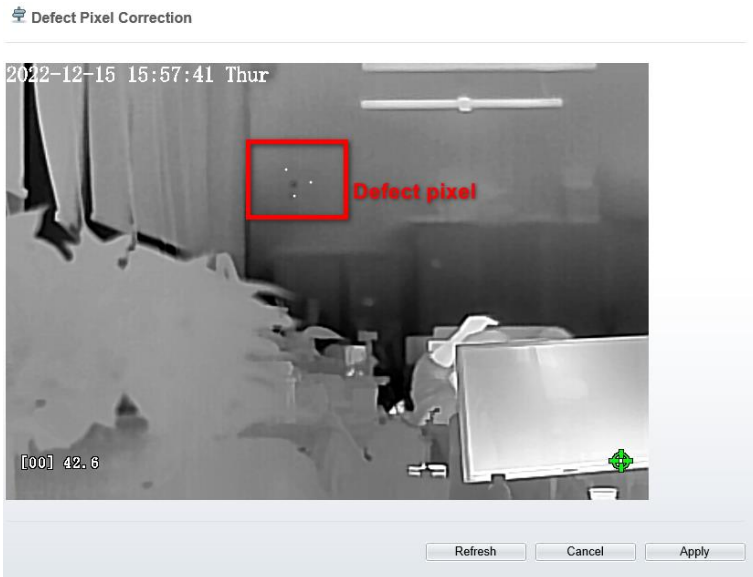 Defect Pixel Correction
2022-12-15 15:57:41 Thur
Defect pixel
[00] 42.6
Refresh
Cancel
Apply